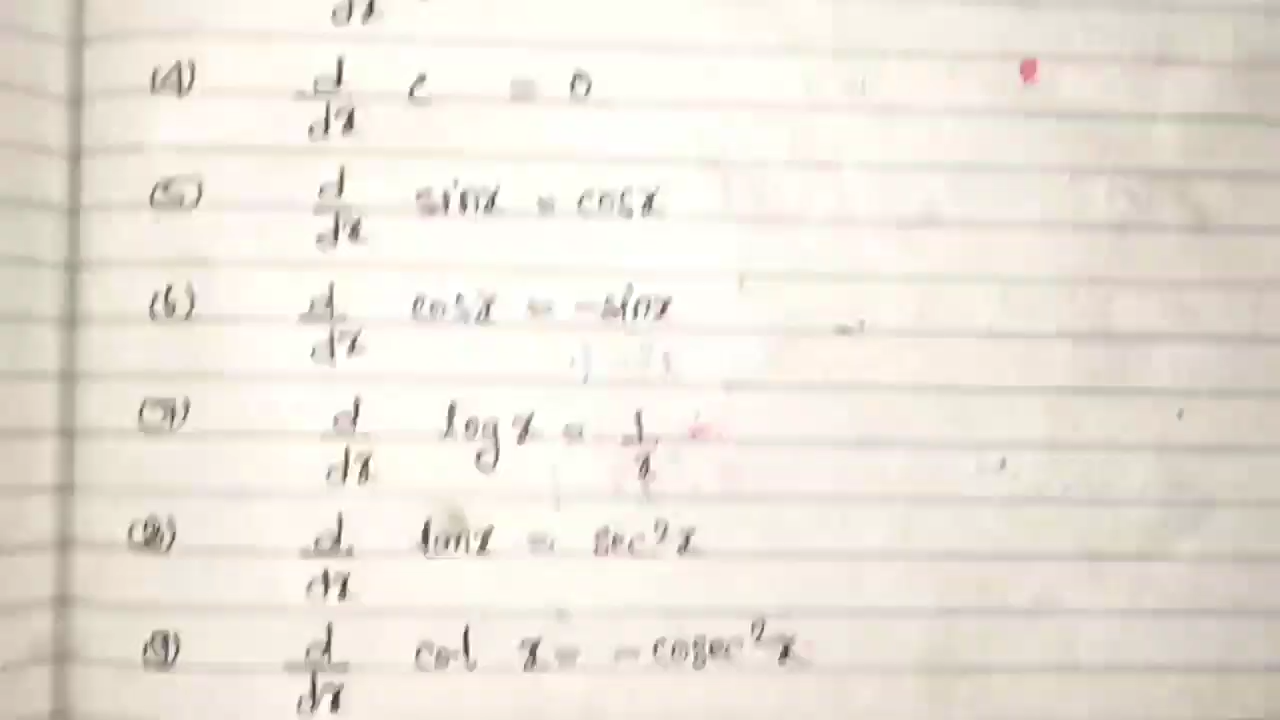 dx
(4) d/dx c = 0
(5) d/dx sinx = cosx
(6) d/dx cosx = -sinx
(7) d/dx log x = 1/x
(8) d/dx tanx = sec²x
(9) d/dx cot x = -cosec²x